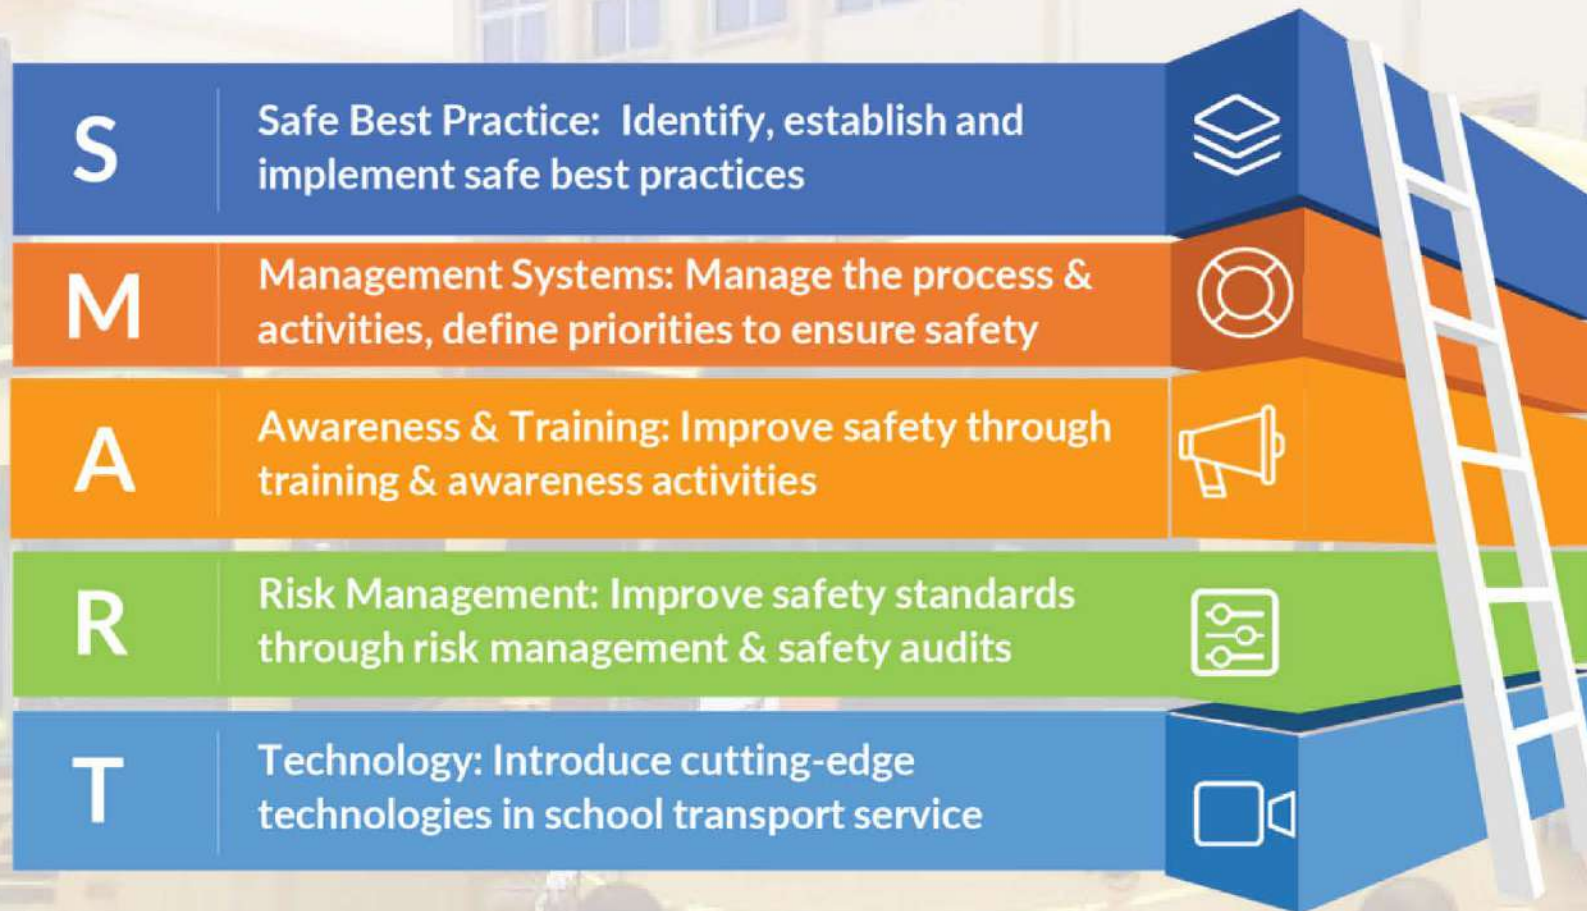 S
Safe Best Practice: Identify, establish and
implement safe best practices
M
Management Systems: Manage the process &
activities, define priorities to ensure safety
A
Awareness & Training: Improve safety through
training & awareness activities
R
Risk Management: Improve safety standards
through risk management & safety audits
T
Technology: Introduce cutting-edge
technologies in school transport service